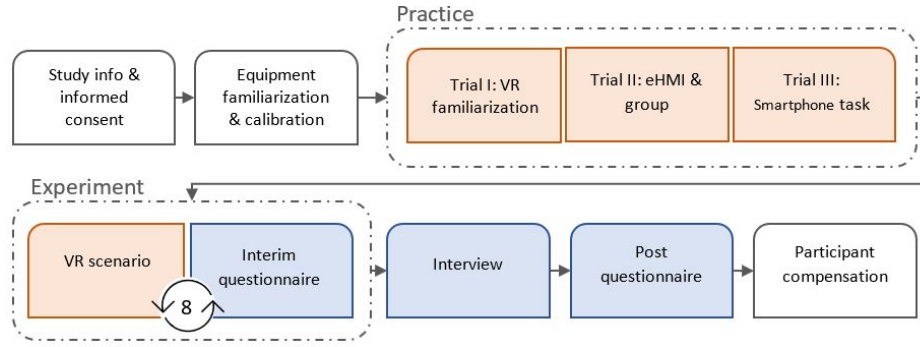 Practice
Study info &
informed
consent
Equipment
familiarization
& calibration
Trial I: VR
familiarization
Trial II: eHMI &
group
Trial III:
Smartphone task
Experiment
VR scenario
8
Interim
questionnaire
Interview
Post
questionnaire
Participant
compensation